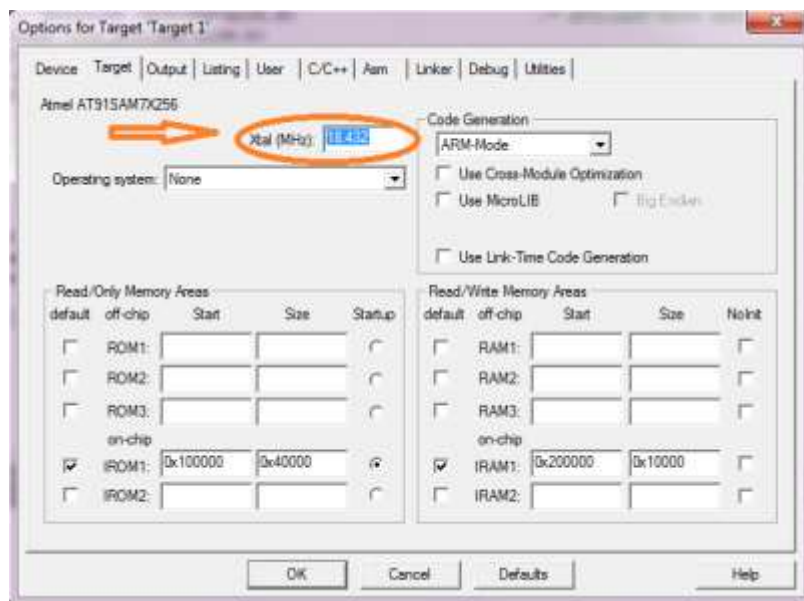 Options for Target 'Target 1'
Device Target Output Listing User C/C++ Asm Linker Debug Utilities
Atmel AT91SAM7X256
Xtal (MHz): 18.432
Operating system: None
Code Generation
ARM-Mode
Use Cross-Module Optimization
Use MicroLIB Big Endian
Use Link-Time Code Generation
Read/Only Memory Areas
default off-chip Start Size Startup
ROM1:
ROM2:
ROM3:
on-chip
IROM1: 0x100000 0x40000
IROM2:
Read/Write Memory Areas
default off-chip Start Size NoInit
RAM1:
RAM2:
RAM3:
on-chip
IRAM1: 0x200000 0x10000
IRAM2:
OK Cancel Defaults Help